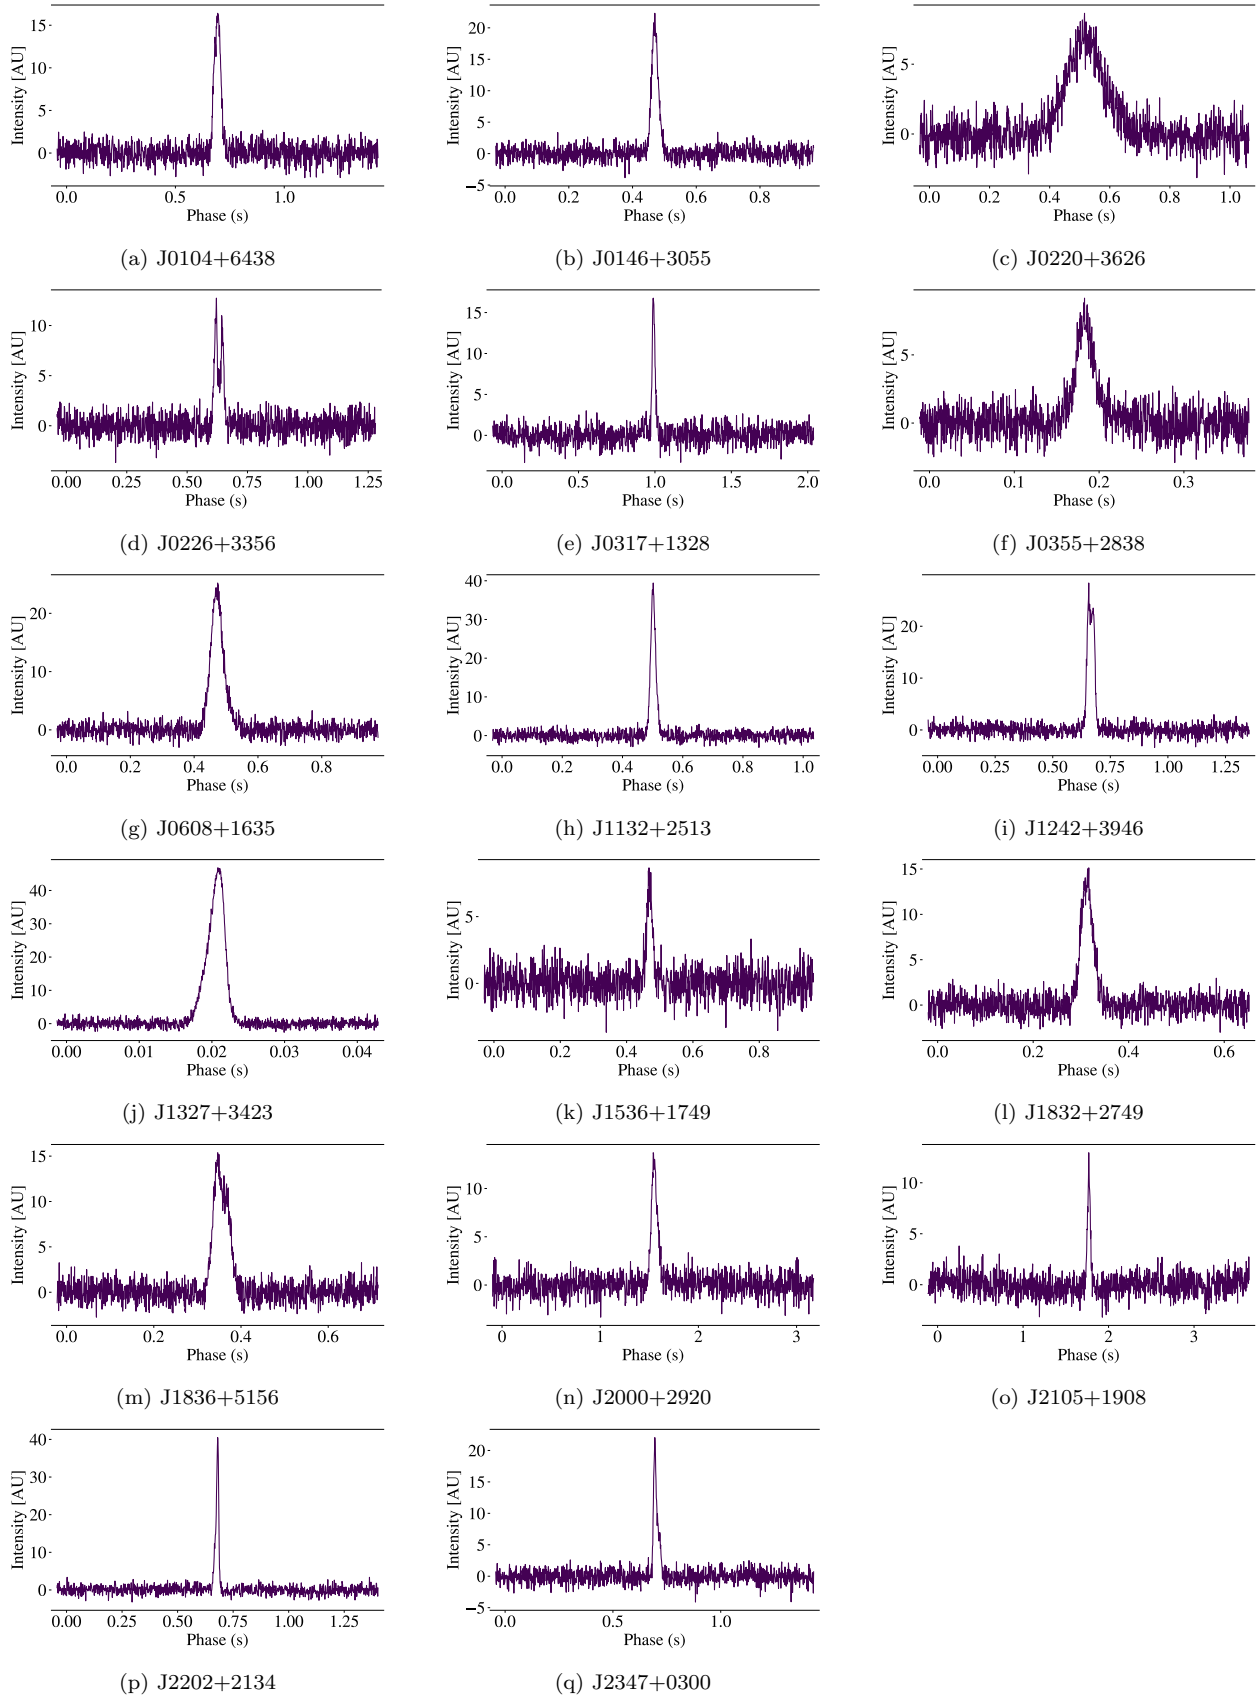 Intensity [AU]
15
10
5
0
0.0 0.5 1.0
Phase (s)
(a) J0104+6438
Intensity [AU]
20
15
10
5
0
−5
0.0 0.2 0.4 0.6 0.8
Phase (s)
(b) J0146+3055
Intensity [AU]
5
0
0.0 0.2 0.4 0.6 0.8 1.0
Phase (s)
(c) J0220+3626
Intensity [AU]
10
5
0
0.00 0.25 0.50 0.75 1.00 1.25
Phase (s)
(d) J0226+3356
Intensity [AU]
15
10
5
0
0.0 0.5 1.0 1.5 2.0
Phase (s)
(e) J0317+1328
Intensity [AU]
5
0
0.0 0.1 0.2 0.3
Phase (s)
(f) J0355+2838
Intensity [AU]
20
10
0
0.0 0.2 0.4 0.6 0.8
Phase (s)
(g) J0608+1635
Intensity [AU]
40
30
20
10
0
0.0 0.2 0.4 0.6 0.8 1.0
Phase (s)
(h) J1132+2513
Intensity [AU]
20
10
0
0.00 0.25 0.50 0.75 1.00 1.25
Phase (s)
(i) J1242+3946
Intensity [AU]
40
30
20
10
0
0.00 0.01 0.02 0.03 0.04
Phase (s)
(j) J1327+3423
Intensity [AU]
5
0
0.0 0.2 0.4 0.6 0.8
Phase (s)
(k) J1536+1749
Intensity [AU]
15
10
5
0
0.0 0.2 0.4 0.6
Phase (s)
(l) J1832+2749
Intensity [AU]
15
10
5
0
0.0 0.2 0.4 0.6
Phase (s)
(m) J1836+5156
Intensity [AU]
10
5
0
0 1 2 3
Phase (s)
(n) J2000+2920
Intensity [AU]
10
5
0
0 1 2 3
Phase (s)
(o) J2105+1908
Intensity [AU]
40
30
20
10
0
0.00 0.25 0.50 0.75 1.00 1.25
Phase (s)
(p) J2202+2134
Intensity [AU]
20
15
10
5
0
−5
0.0 0.5 1.0
Phase (s)
(q) J2347+0300